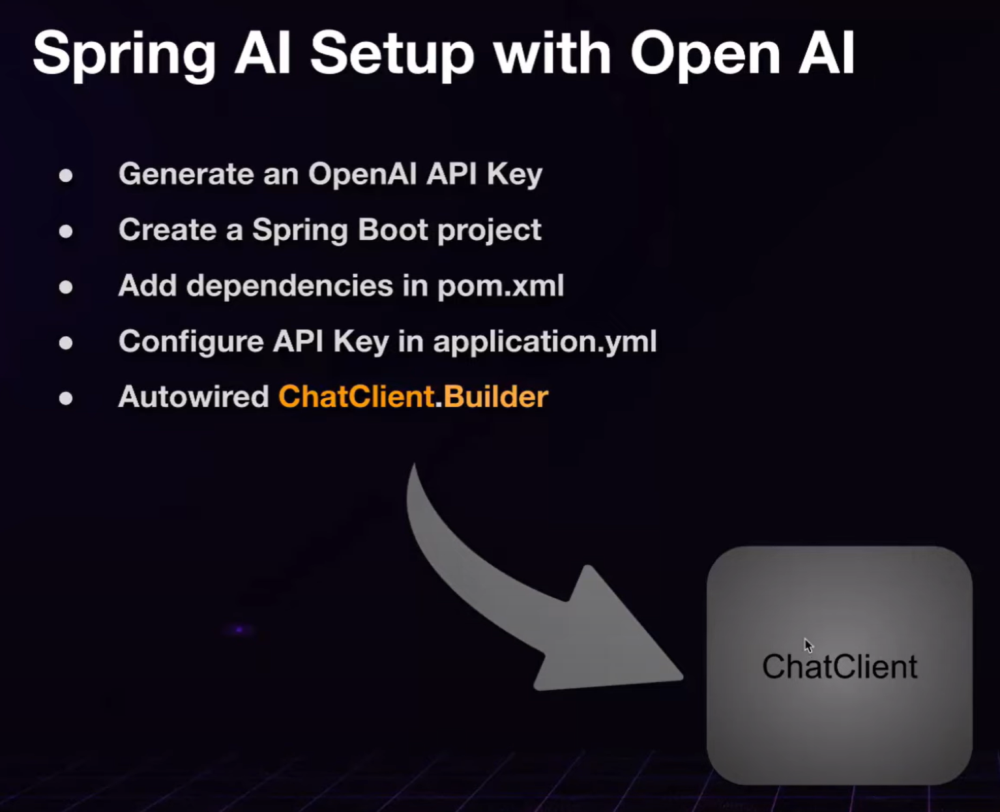 Spring AI Setup with Open AI
● Generate an OpenAI API Key
● Create a Spring Boot project
● Add dependencies in pom.xml
● Configure API Key in application.yml
● Autowired ChatClient.Builder
ChatClient